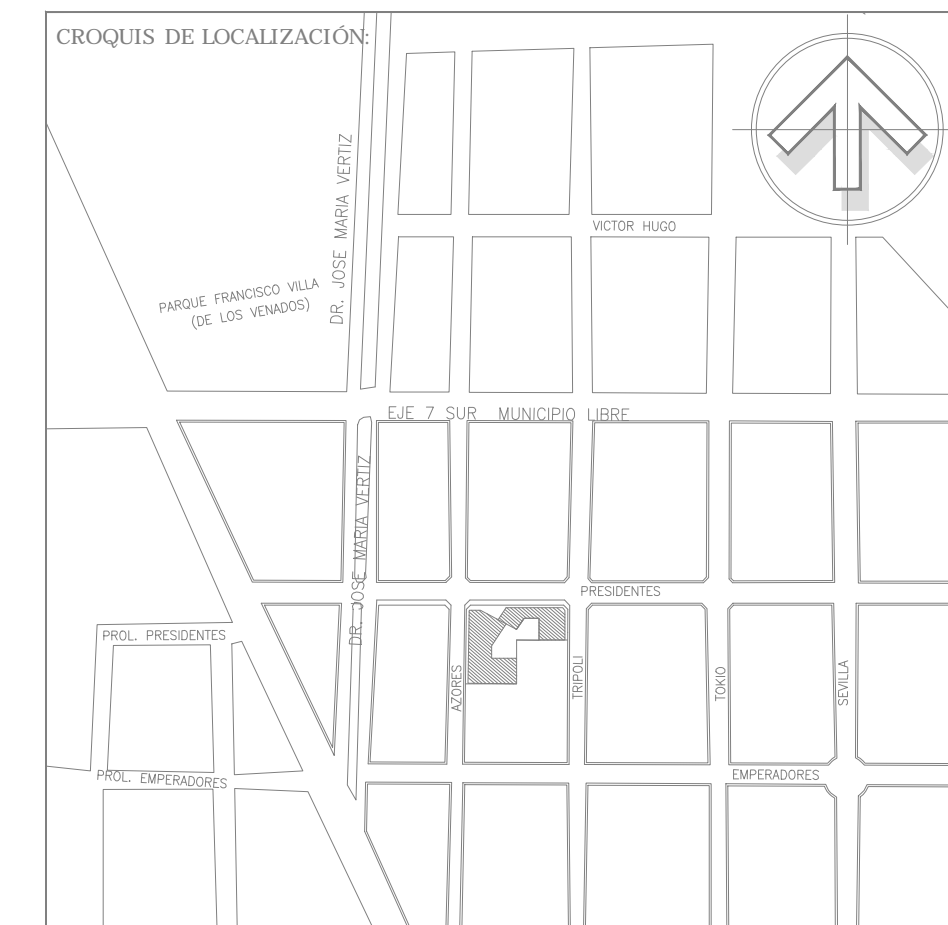 CROQUIS DE LOCALIZACIÓN:
DR. JOSE MARIA VERTIZ
VICTOR HUGO
PARQUE FRANCISCO VILLA
(DE LOS VENADOS)
EJE 7 SUR MUNICIPIO LIBRE
DR. JOSE MARIA VERTIZ
PRESIDENTES
PROL. PRESIDENTES
AZORES
TRIPOLI
TOKIO
SEVILLA
PROL. EMPERADORES
EMPERADORES